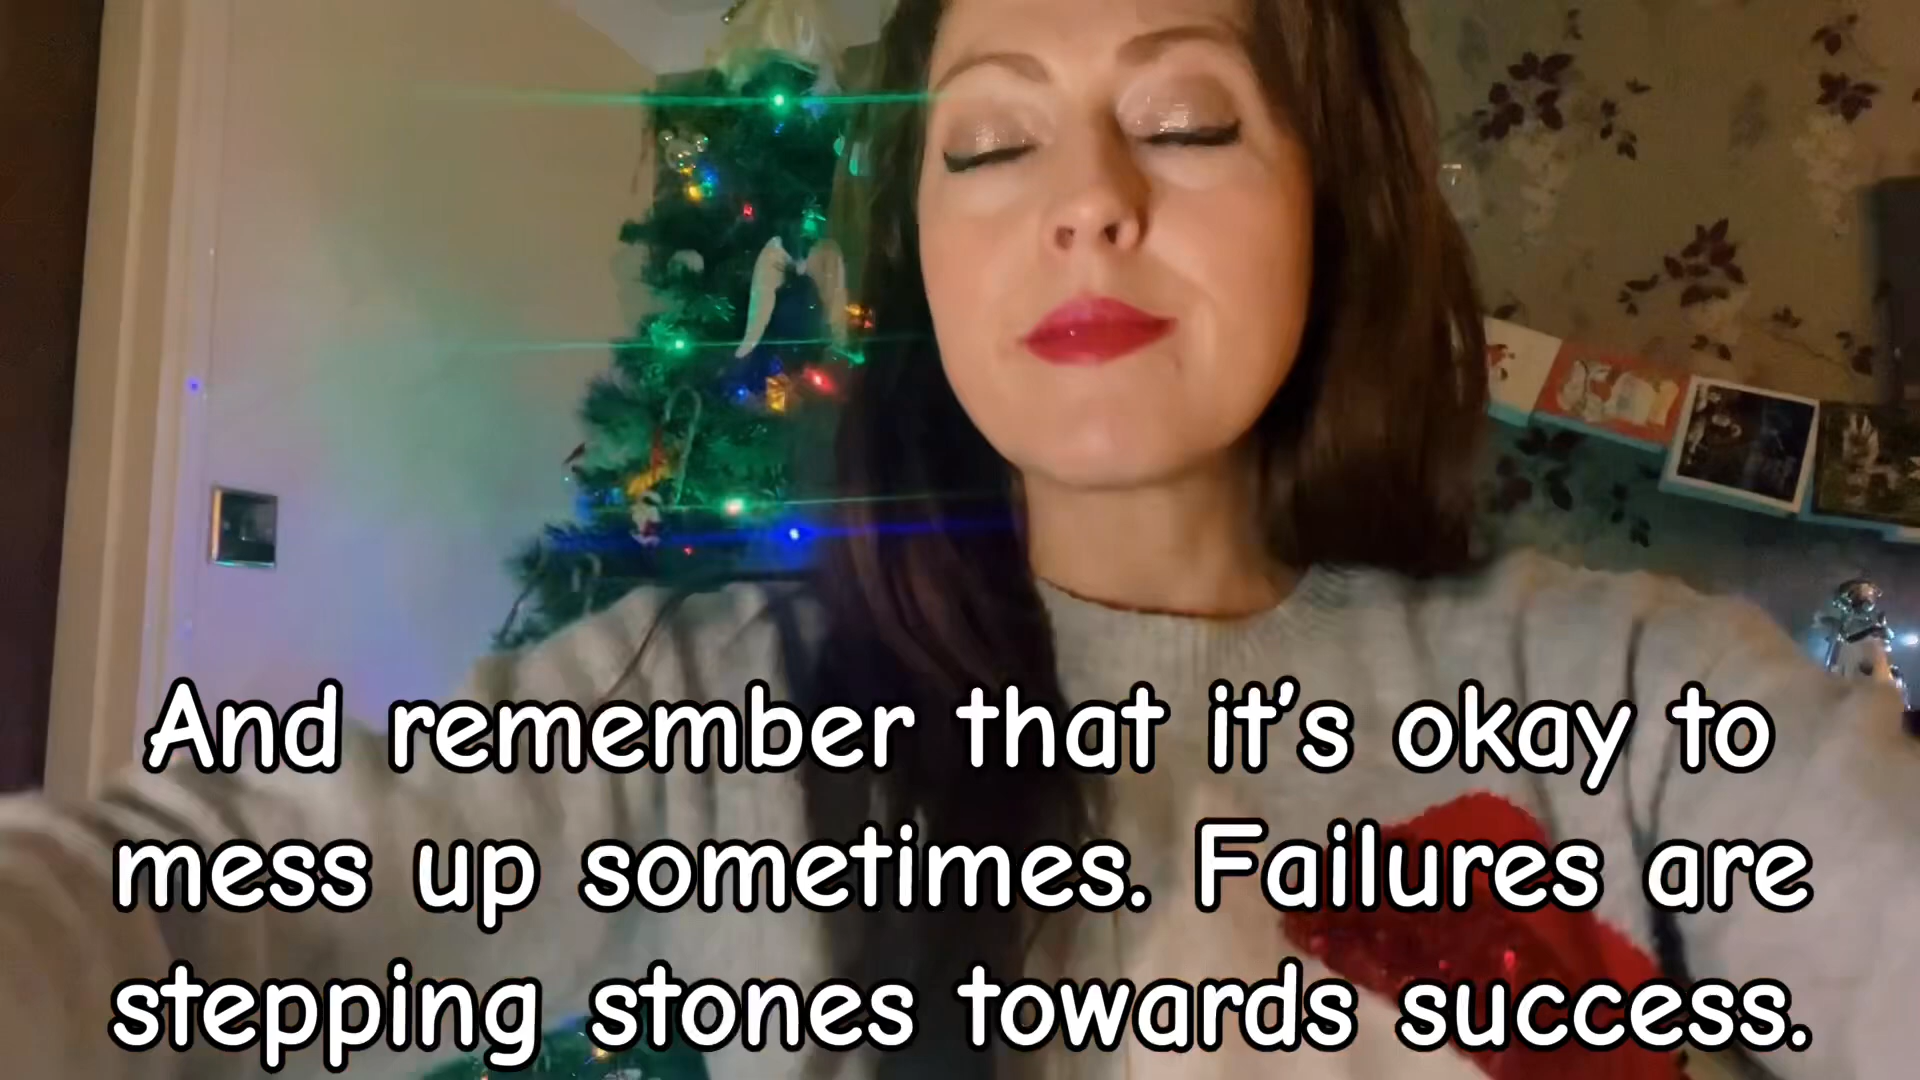 And remember that it's okay to
mess up sometimes. Failures are
stepping stones towards success.